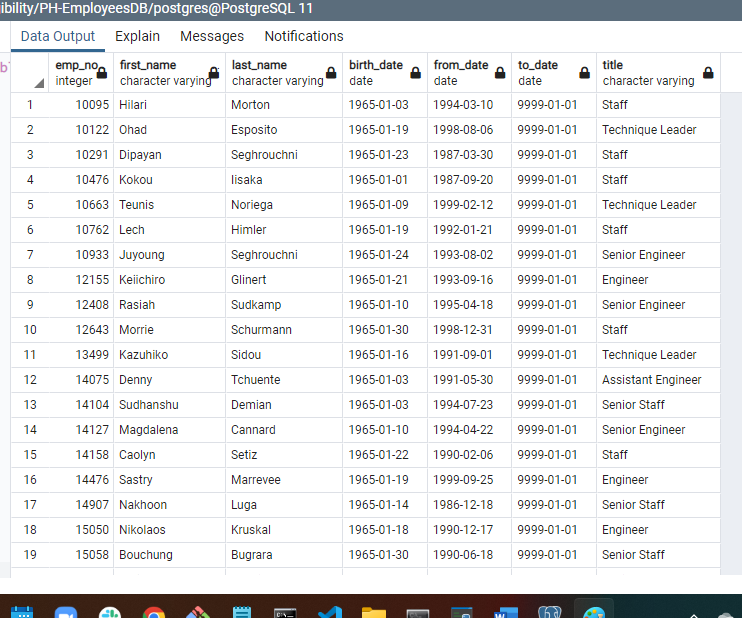 ibility/PH-EmployeesDB/postgres@PostgreSQL 11
Data Output Explain Messages Notifications
emp_no first_name last_name birth_date from_date to_date title
integer character varying character varying date date date character varying
1 10095 Hilari Morton 1965-01-03 1994-03-10 9999-01-01 Staff
2 10122 Ohad Esposito 1965-01-19 1998-08-06 9999-01-01 Technique Leader
3 10291 Dipayan Seghrouchni 1965-01-23 1987-03-30 9999-01-01 Staff
4 10476 Kokou Iisaka 1965-01-01 1987-09-20 9999-01-01 Staff
5 10663 Teunis Noriega 1965-01-09 1999-02-12 9999-01-01 Technique Leader
6 10762 Lech Himler 1965-01-19 1992-01-21 9999-01-01 Staff
7 10933 Juyoung Seghrouchni 1965-01-24 1993-08-02 9999-01-01 Senior Engineer
8 12155 Keiichiro Glinert 1965-01-21 1993-09-16 9999-01-01 Engineer
9 12408 Rasiah Sudkamp 1965-01-10 1995-04-18 9999-01-01 Senior Engineer
10 12643 Morrie Schurmann 1965-01-30 1998-12-31 9999-01-01 Staff
11 13499 Kazuhiko Sidou 1965-01-16 1991-09-01 9999-01-01 Technique Leader
12 14075 Denny Tchuente 1965-01-03 1991-05-30 9999-01-01 Assistant Engineer
13 14104 Sudhanshu Demian 1965-01-03 1994-07-23 9999-01-01 Senior Staff
14 14127 Magdalena Cannard 1965-01-10 1994-04-22 9999-01-01 Senior Engineer
15 14158 Caolyn Setiz 1965-01-22 1990-02-06 9999-01-01 Staff
16 14476 Sastry Marrevee 1965-01-19 1999-09-25 9999-01-01 Engineer
17 14907 Nakhoon Luga 1965-01-14 1986-12-18 9999-01-01 Senior Staff
18 15050 Nikolaos Kruskal 1965-01-18 1990-12-17 9999-01-01 Engineer
19 15058 Bouchung Bugrara 1965-01-30 1990-06-18 9999-01-01 Senior Staff